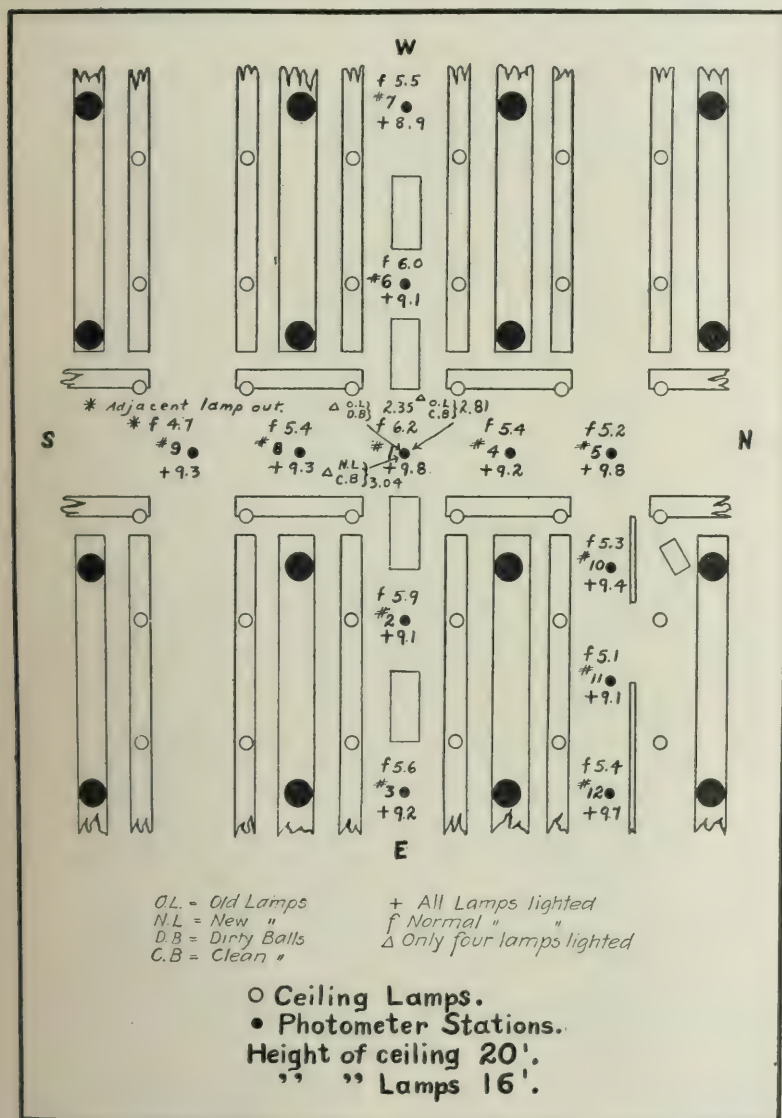 W
f 5.5
#7
+ 8.9
f 6.0
#6
+ 9.1
* Adjacent lamp out.
△ O.L. D.B } 2.35
△ O.L. C.B } 2.81
S
* f 4.7
#9
+ 9.3
f 5.4
#8
+ 9.3
f 6.2
#1
+ 9.8
△ N.L C.B } 3.04
f 5.4
#4
+ 9.2
f 5.2
#5
+ 9.8
N
f 5.3
#10
+ 9.4
f 5.9
#2
+ 9.1
f 5.1
#11
+ 9.1
f 5.6
#3
+ 9.2
f 5.4
#12
+ 9.7
E
O.L. = Old Lamps
N.L = New "
D.B = Dirty Balls
C.B = Clean "
+ All Lamps lighted
f Normal " "
△ Only four lamps lighted
○ Ceiling Lamps.
● Photometer Stations.
Height of ceiling 20'.
" " Lamps 16'.